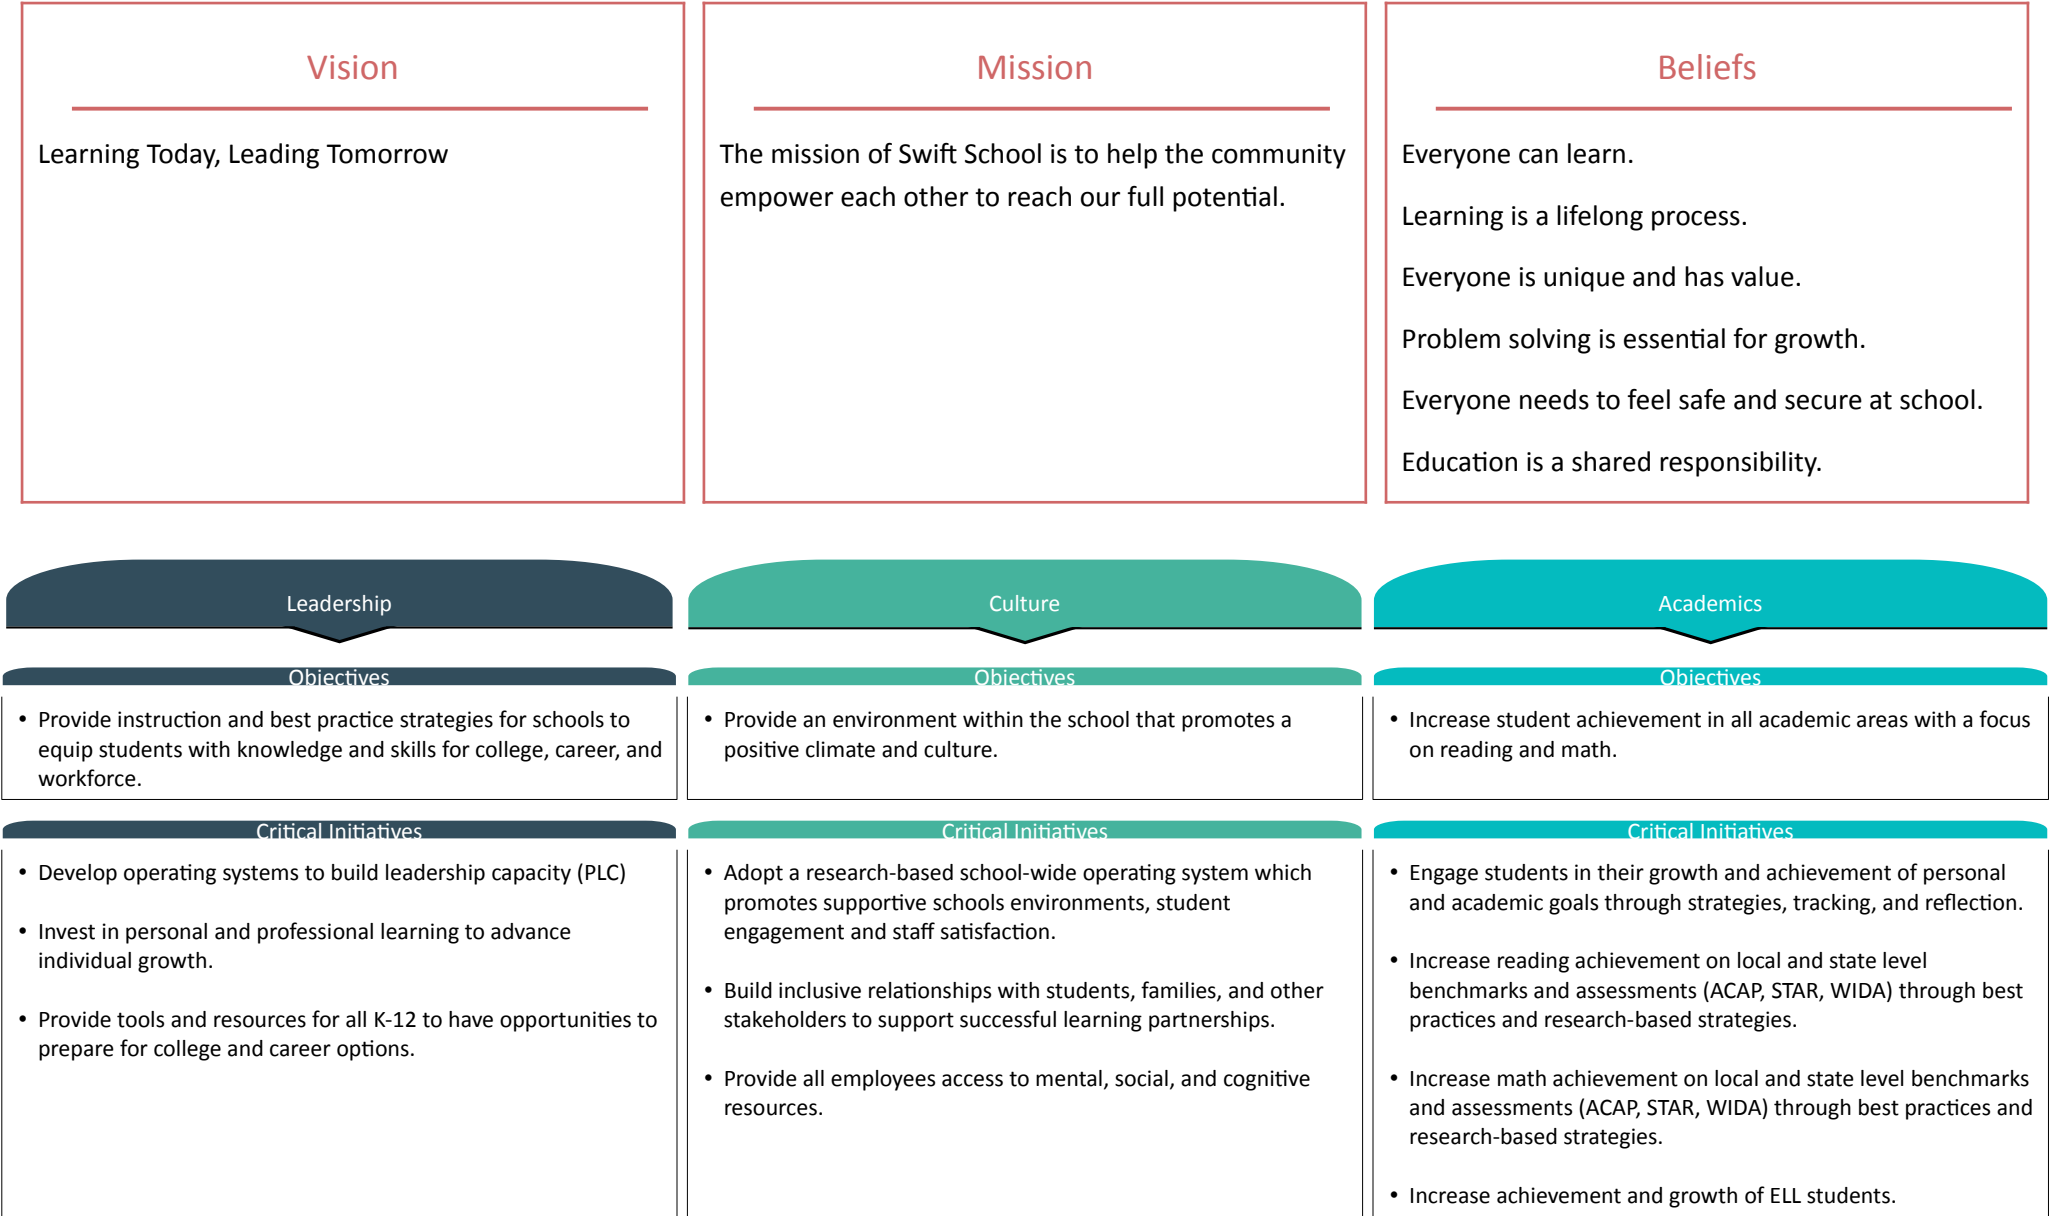 Vision
Learning Today, Leading Tomorrow
Mission
The mission of Swift School is to help the community
empower each other to reach our full potential.
Beliefs
Everyone can learn.
Learning is a lifelong process.
Everyone is unique and has value.
Problem solving is essential for growth.
Everyone needs to feel safe and secure at school.
Education is a shared responsibility.
Leadership
Objectives
• Provide instruction and best practice strategies for schools to
equip students with knowledge and skills for college, career, and
workforce.
Critical Initiatives
• Develop operating systems to build leadership capacity (PLC)
• Invest in personal and professional learning to advance
individual growth.
• Provide tools and resources for all K-12 to have opportunities to
prepare for college and career options.
Culture
Objectives
• Provide an environment within the school that promotes a
positive climate and culture.
Critical Initiatives
• Adopt a research-based school-wide operating system which
promotes supportive schools environments, student
engagement and staff satisfaction.
• Build inclusive relationships with students, families, and other
stakeholders to support successful learning partnerships.
• Provide all employees access to mental, social, and cognitive
resources.
Academics
Objectives
• Increase student achievement in all academic areas with a focus
on reading and math.
Critical Initiatives
• Engage students in their growth and achievement of personal
and academic goals through strategies, tracking, and reflection.
• Increase reading achievement on local and state level
benchmarks and assessments (ACAP, STAR, WIDA) through best
practices and research-based strategies.
• Increase math achievement on local and state level benchmarks
and assessments (ACAP, STAR, WIDA) through best practices and
research-based strategies.
• Increase achievement and growth of ELL students.